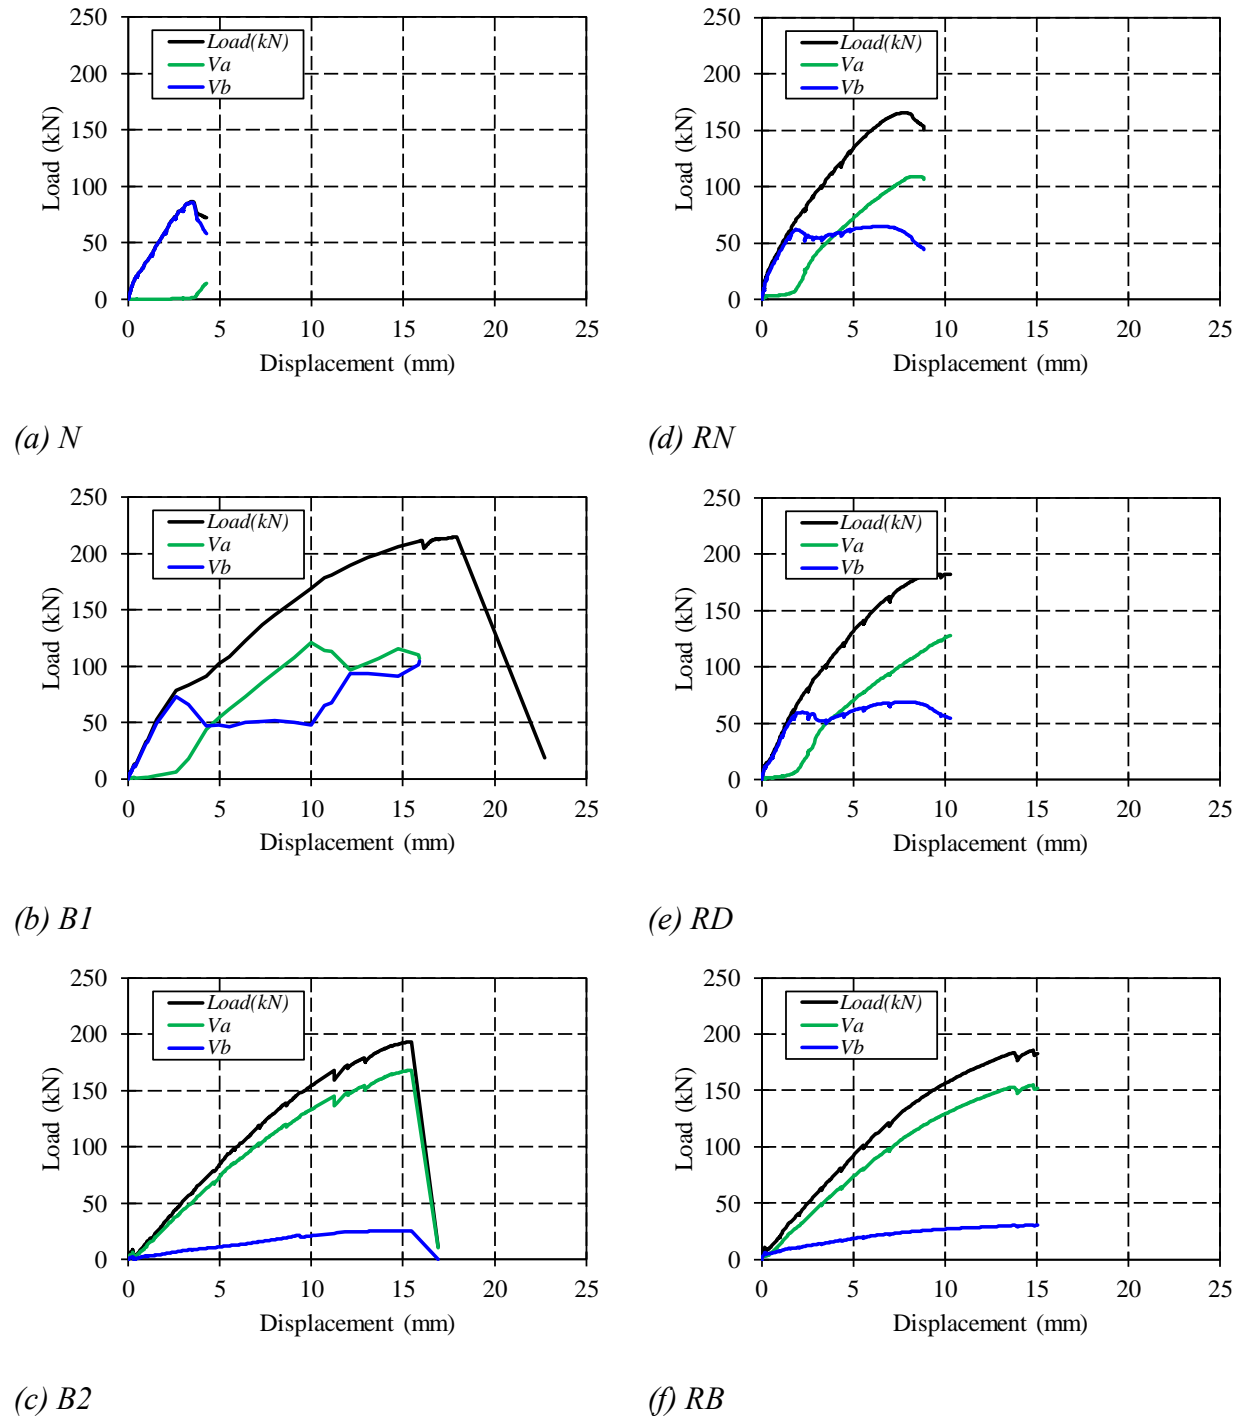 250
200
150
100
50
0
Load (kN)
Load(kN)
Va
Vb
0 5 10 15 20 25
Displacement (mm)
(a) N
250
200
150
100
50
0
Load (kN)
Load(kN)
Va
Vb
0 5 10 15 20 25
Displacement (mm)
(d) RN
250
200
150
100
50
0
Load (kN)
Load(kN)
Va
Vb
0 5 10 15 20 25
Displacement (mm)
(b) B1
250
200
150
100
50
0
Load (kN)
Load(kN)
Va
Vb
0 5 10 15 20 25
Displacement (mm)
(e) RD
250
200
150
100
50
0
Load (kN)
Load(kN)
Va
Vb
0 5 10 15 20 25
Displacement (mm)
(c) B2
250
200
150
100
50
0
Load (kN)
Load(kN)
Va
Vb
0 5 10 15 20 25
Displacement (mm)
(f) RB